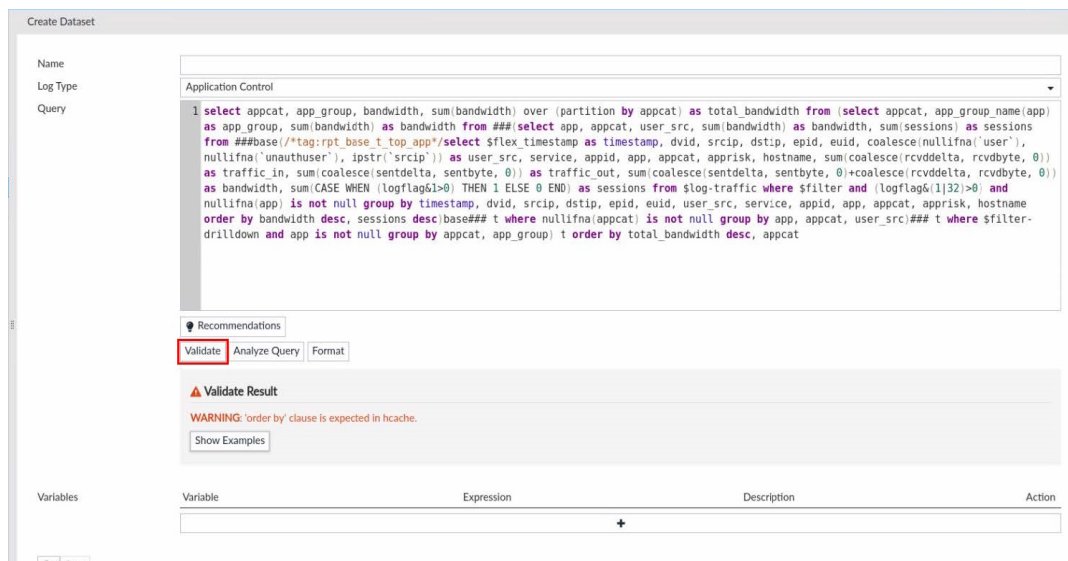 Create Dataset
Name
Log Type
Application Control
Query
1 select appcat, app_group, bandwidth, sum(bandwidth) over (partition by appcat) as total_bandwidth from (select appcat, app_group_name(app)
as app_group, sum(bandwidth) as bandwidth from ###(select app, appcat, user_src, sum(bandwidth) as bandwidth, sum(sessions) as sessions
from ###base(/*tag:rpt_base_t_top_app*/select $flex_timestamp as timestamp, dvid, srcip, dstip, epid, euid, coalesce(nullifna(`user`),
nullifna(`unauthuser`), ipstr(`srcip`)) as user_src, service, appid, app, appcat, apprisk, hostname, sum(coalesce(rcvddelta, rcvdbyte, 0))
as traffic_in, sum(coalesce(sentdelta, sentbyte, 0)) as traffic_out, sum(coalesce(sentdelta, sentbyte, 0)+coalesce(rcvddelta, rcvdbyte, 0))
as bandwidth, sum(CASE WHEN (logflag&1>0) THEN 1 ELSE 0 END) as sessions from $log-traffic where $filter and (logflag&(1|32)>0) and
nullifna(app) is not null group by timestamp, dvid, srcip, dstip, epid, euid, user_src, service, appid, app, appcat, apprisk, hostname
order by bandwidth desc, sessions desc)base### t where nullifna(appcat) is not null group by app, appcat, user_src)### t where $filter-
drilldown and app is not null group by appcat, app_group) t order by total_bandwidth desc, appcat
Recommendations
Validate Analyze Query Format
Validate Result
WARNING: 'order by' clause is expected in hcache.
Show Examples
Variables
Variable Expression Description Action
+